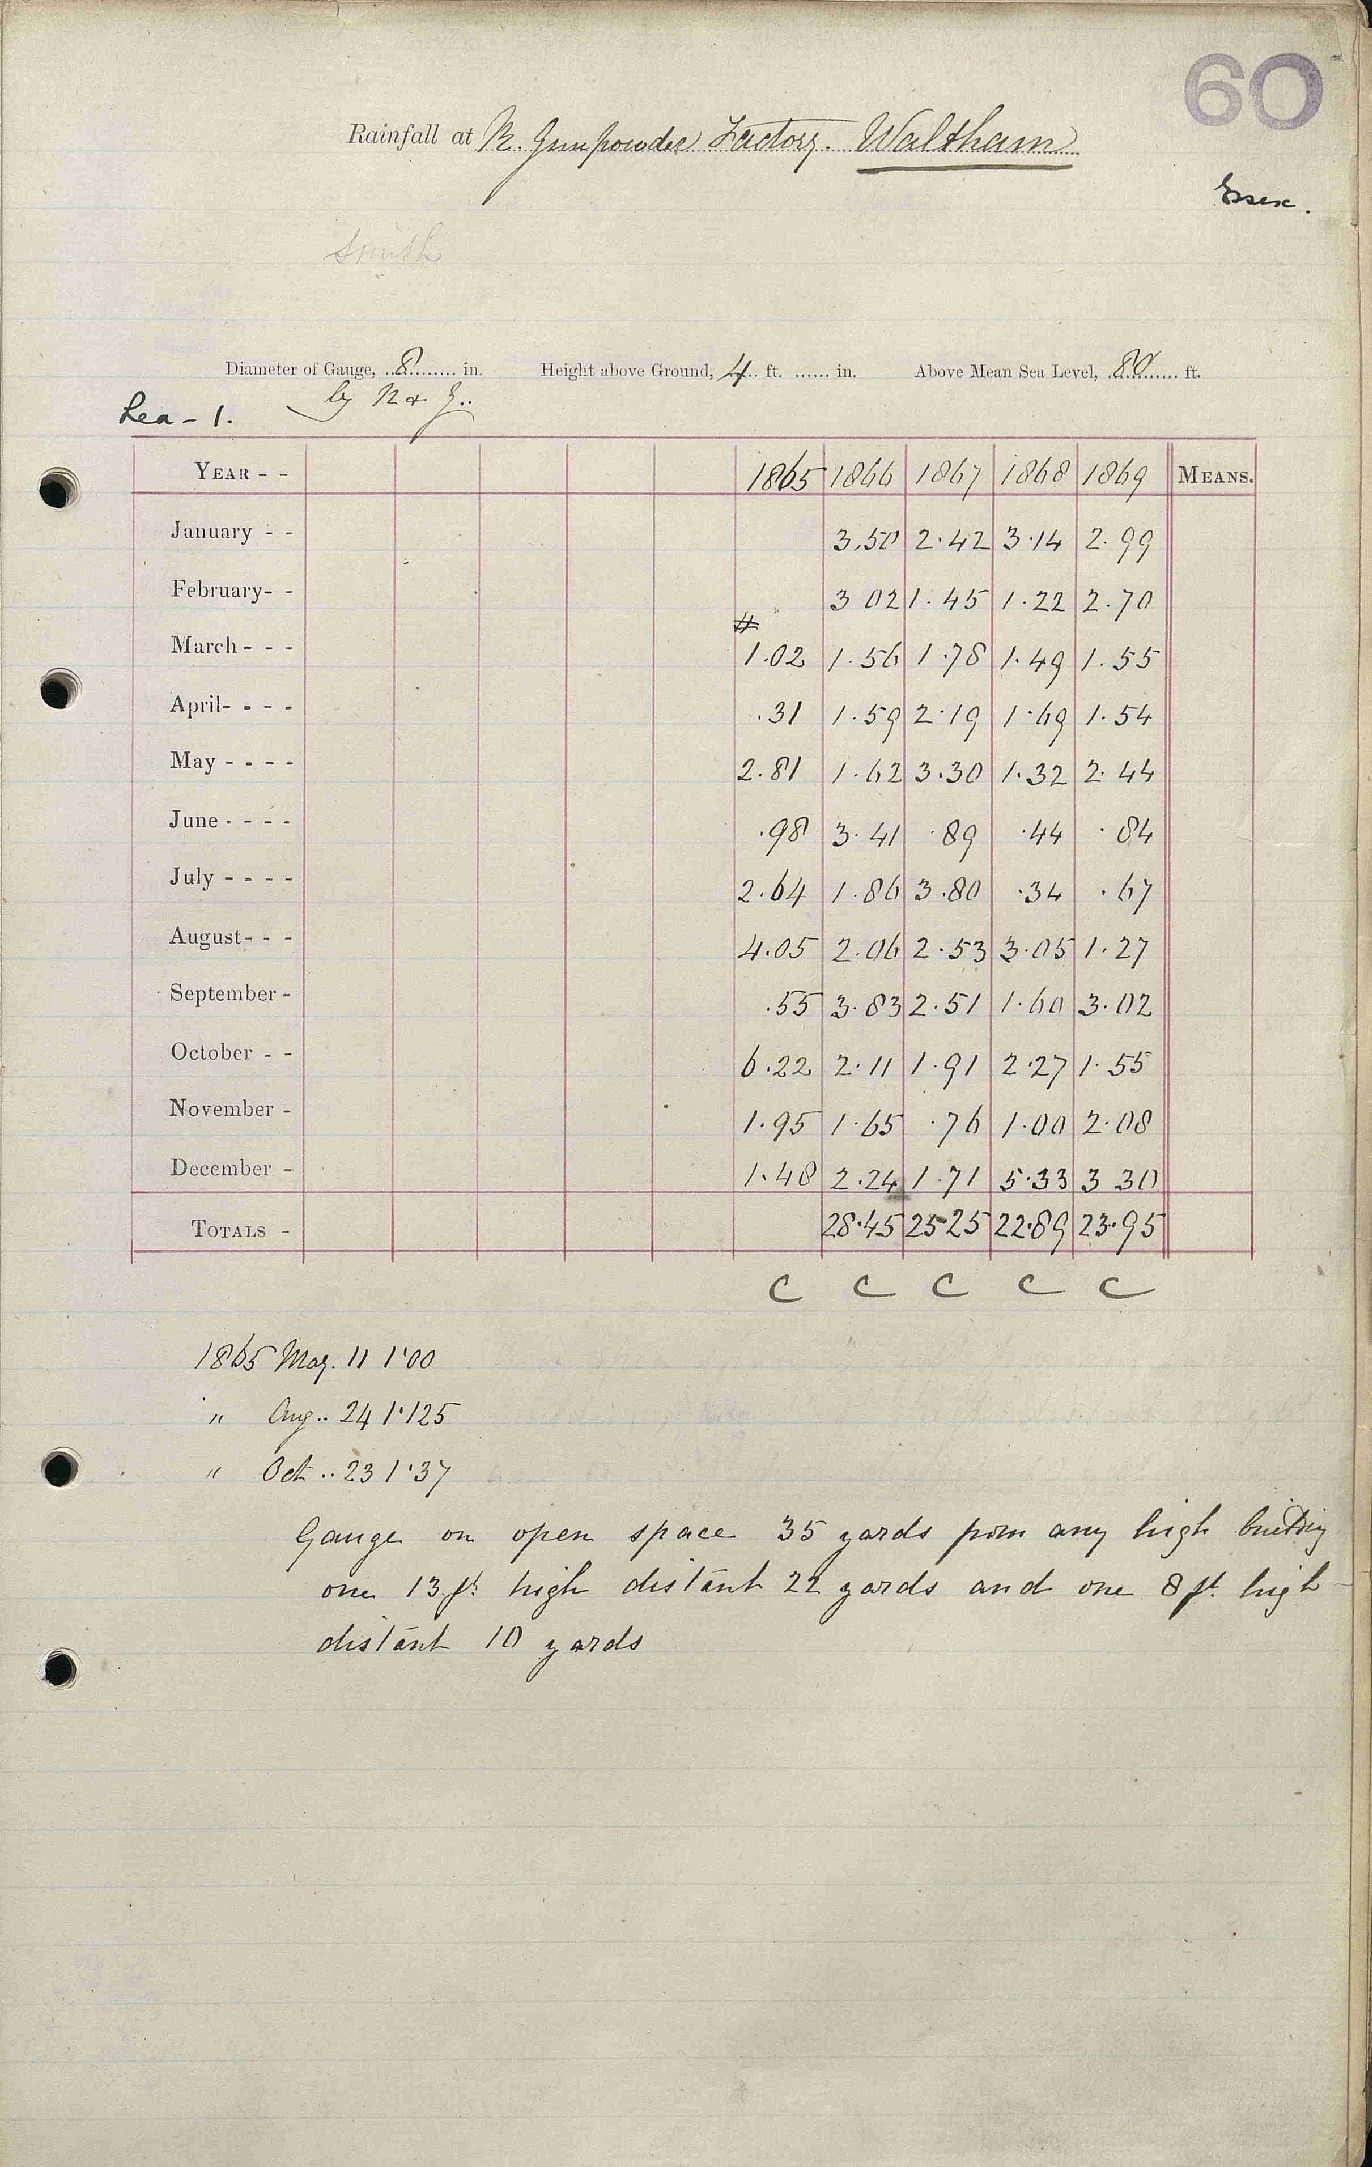 60
Rainfall at R. Gunpowder Factory. Waltham
Essex.
Smith
Diameter of Gauge, 8 in. Height above Ground, 4 ft. in. Above Mean Sea Level, 80 ft.
by N & Z..
Lea - 1.
YEAR - - 1865 1866 1867 1868 1869 MEANS.
January - - 3.50 2.42 3.14 2.99
February- - 3 02 1.45 1.22 2.70
#
March - - - 1.02 1.56 1.78 1.49 1.55
April- - - - .31 1.59 2.19 1.69 1.54
May - - - - 2.81 1.62 3.30 1.32 2.44
June - - - - .98 3.41 .89 .44 .84
July - - - - 2.64 1.86 3.80 .34 .67
August- - - 4.05 2.06 2.53 3.05 1.27
September - .55 3.83 2.51 1.60 3.02
October - - 6.22 2.11 1.91 2.27 1.55
November - 1.95 1.65 .76 1.00 2.08
December - 1.48 2.24 1.71 5.33 3 30
TOTALS - 28.45 25.25 22.89 23.95
C C C C C
1865 May. 11 1.00
" Aug.. 24 1.125
" Oct .. 23 1.37
Gauge on open space 35 yards from any high building
one 13 ft. high distant 22 yards and one 8 ft. high
distant 10 yards